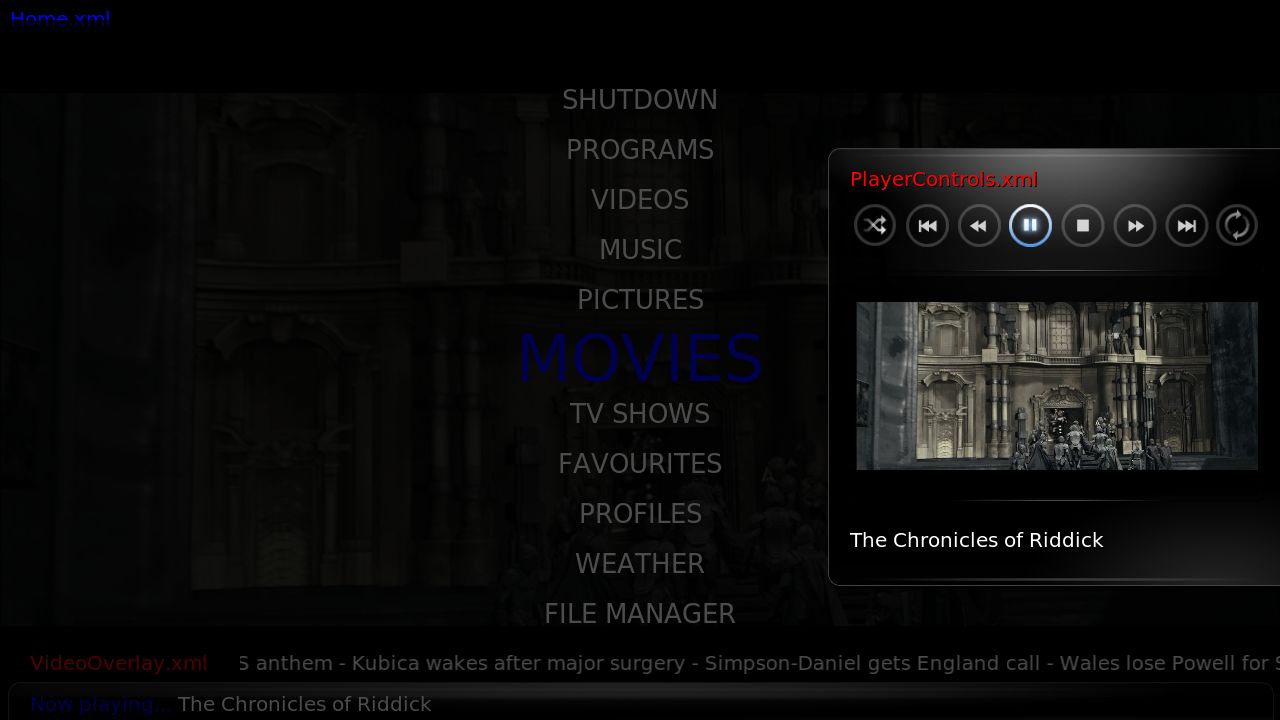 Home.xml
SHUTDOWN
PROGRAMS
VIDEOS
MUSIC
PICTURES
MOVIES
TV SHOWS
FAVOURITES
PROFILES
WEATHER
FILE MANAGER
PlayerControls.xml
The Chronicles of Riddick
VideoOverlay.xml S anthem - Kubica wakes after major surgery - Simpson-Daniel gets England call - Wales lose Powell for S
Now playing... The Chronicles of Riddick